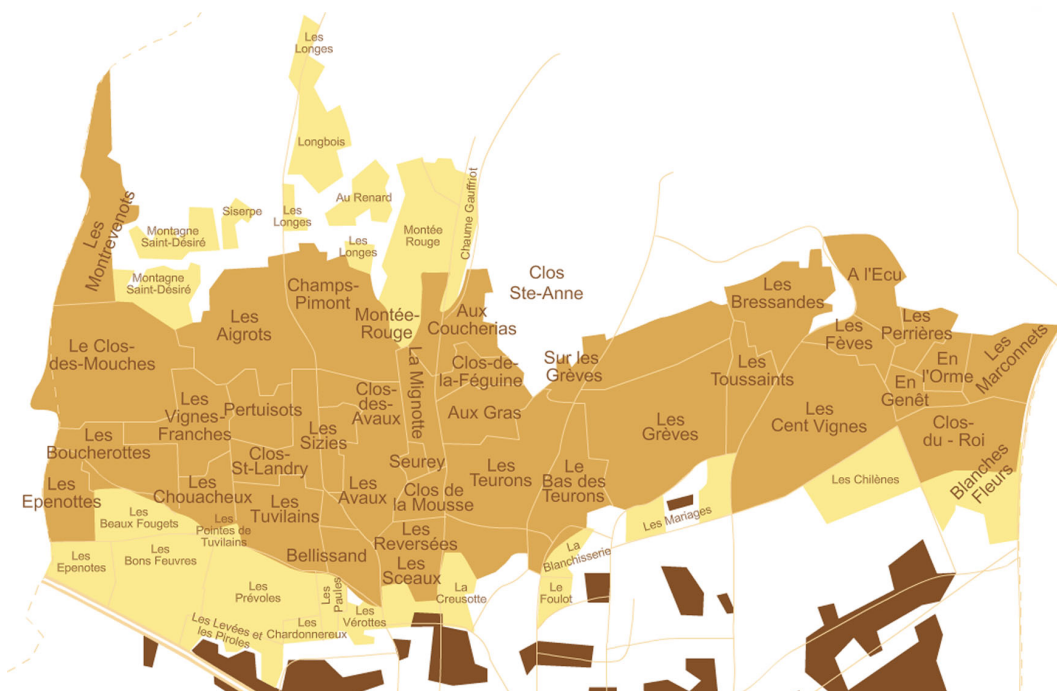 Les
Longes
Longbois
Au Renard
Siserpe
Les
Longes
Les
Longes
Montée
Rouge
Chaume Gauffriot
Montagne
Saint-Désiré
Montagne
Saint-Désiré
Les
Montrevenots
Champs-
Pimont
Les
Aigrots
Montée-
Rouge
Aux
Coucherias
Clos
Ste-Anne
Les
Bressandes
A l'Ecu
Les
Perrières
Les
Fèves
Les
Marconnets
En
l'Orme
En
Genêt
Le Clos-
des-Mouches
Clos-de-
la-Féguine
Sur les
Grèves
Les
Toussaints
La Mignotte
Clos-
des-
Avaux
Aux Gras
Les
Vignes-
Franches
Pertuisots
Les
Sizies
Les
Grèves
Les
Cent Vignes
Clos-
du - Roi
Les
Boucherottes
Clos-
St-Landry
Seurey
Les
Teurons
Le
Bas des
Teurons
Les
Epenottes
Les
Chouacheux
Les
Avaux
Clos de
la Mousse
Les Chilènes
Blanches
Fleurs
Les
Beaux Fougets
Les
Pointes de
Tuvilains
Les
Tuvilains
Les Mariages
Bellissand
Les
Reversées
Les
Sceaux
La
Blanchisserie
Les
Epenotes
Les
Bons Feuvres
Les
Prévoles
Les
Paules
La
Creusotte
Le
Foulot
Les
Vérottes
Les
Chardonnereux
Les Levées et
les Piroles